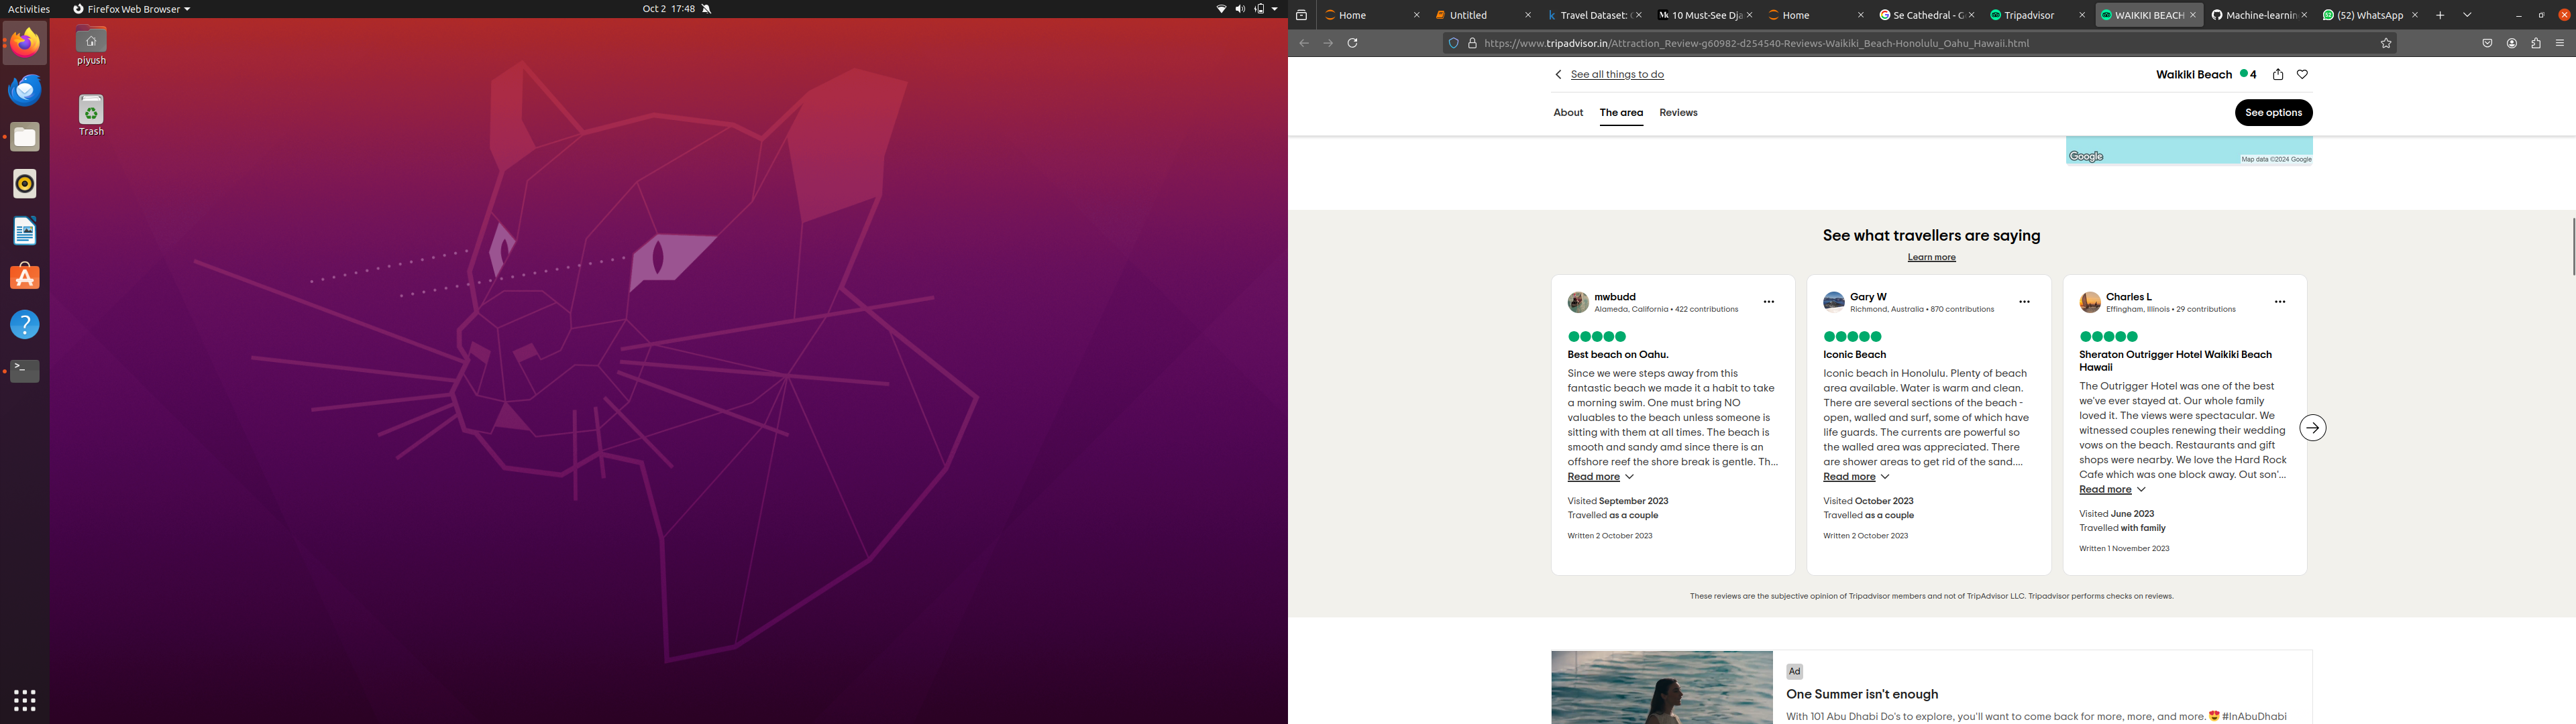 Activities
Firefox Web Browser
Oct 2 17:48
piyush
Trash
Home
Untitled
Travel Dataset: 
10 Must-See Dja
Home
Se Cathedral - G
Tripadvisor
WAIKIKI BEACH
Machine-learnin
(52) WhatsApp
https://www.tripadvisor.in/Attraction_Review-g60982-d254540-Reviews-Waikiki_Beach-Honolulu_Oahu_Hawaii.html
See all things to do
Waikiki Beach 4
About The area Reviews
See options
Google
Map data ©2024 Google
See what travellers are saying
Learn more
mwbudd
Alameda, California • 422 contributions
Best beach on Oahu.
Since we were steps away from this
fantastic beach we made it a habit to take
a morning swim. One must bring NO
valuables to the beach unless someone is
sitting with them at all times. The beach is
smooth and sandy amd since there is an
offshore reef the shore break is gentle. Th...
Read more
Visited September 2023
Travelled as a couple
Written 2 October 2023
Gary W
Richmond, Australia • 870 contributions
Iconic Beach
Iconic beach in Honolulu. Plenty of beach
area available. Water is warm and clean.
There are several sections of the beach -
open, walled and surf, some of which have
life guards. The currents are powerful so
the walled area was appreciated. There
are shower areas to get rid of the sand....
Read more
Visited October 2023
Travelled as a couple
Written 2 October 2023
Charles L
Effingham, Illinois • 29 contributions
Sheraton Outrigger Hotel Waikiki Beach
Hawaii
The Outrigger Hotel was one of the best
we've ever stayed at. Our whole family
loved it. The views were spectacular. We
witnessed couples renewing their wedding
vows on the beach. Restaurants and gift
shops were nearby. We love the Hard Rock
Cafe which was one block away. Out son'...
Read more
Visited June 2023
Travelled with family
Written 1 November 2023
These reviews are the subjective opinion of Tripadvisor members and not of TripAdvisor LLC. Tripadvisor performs checks on reviews.
Ad
One Summer isn't enough
With 101 Abu Dhabi Do's to explore, you'll want to come back for more, more, and more. 😍 #InAbuDhabi